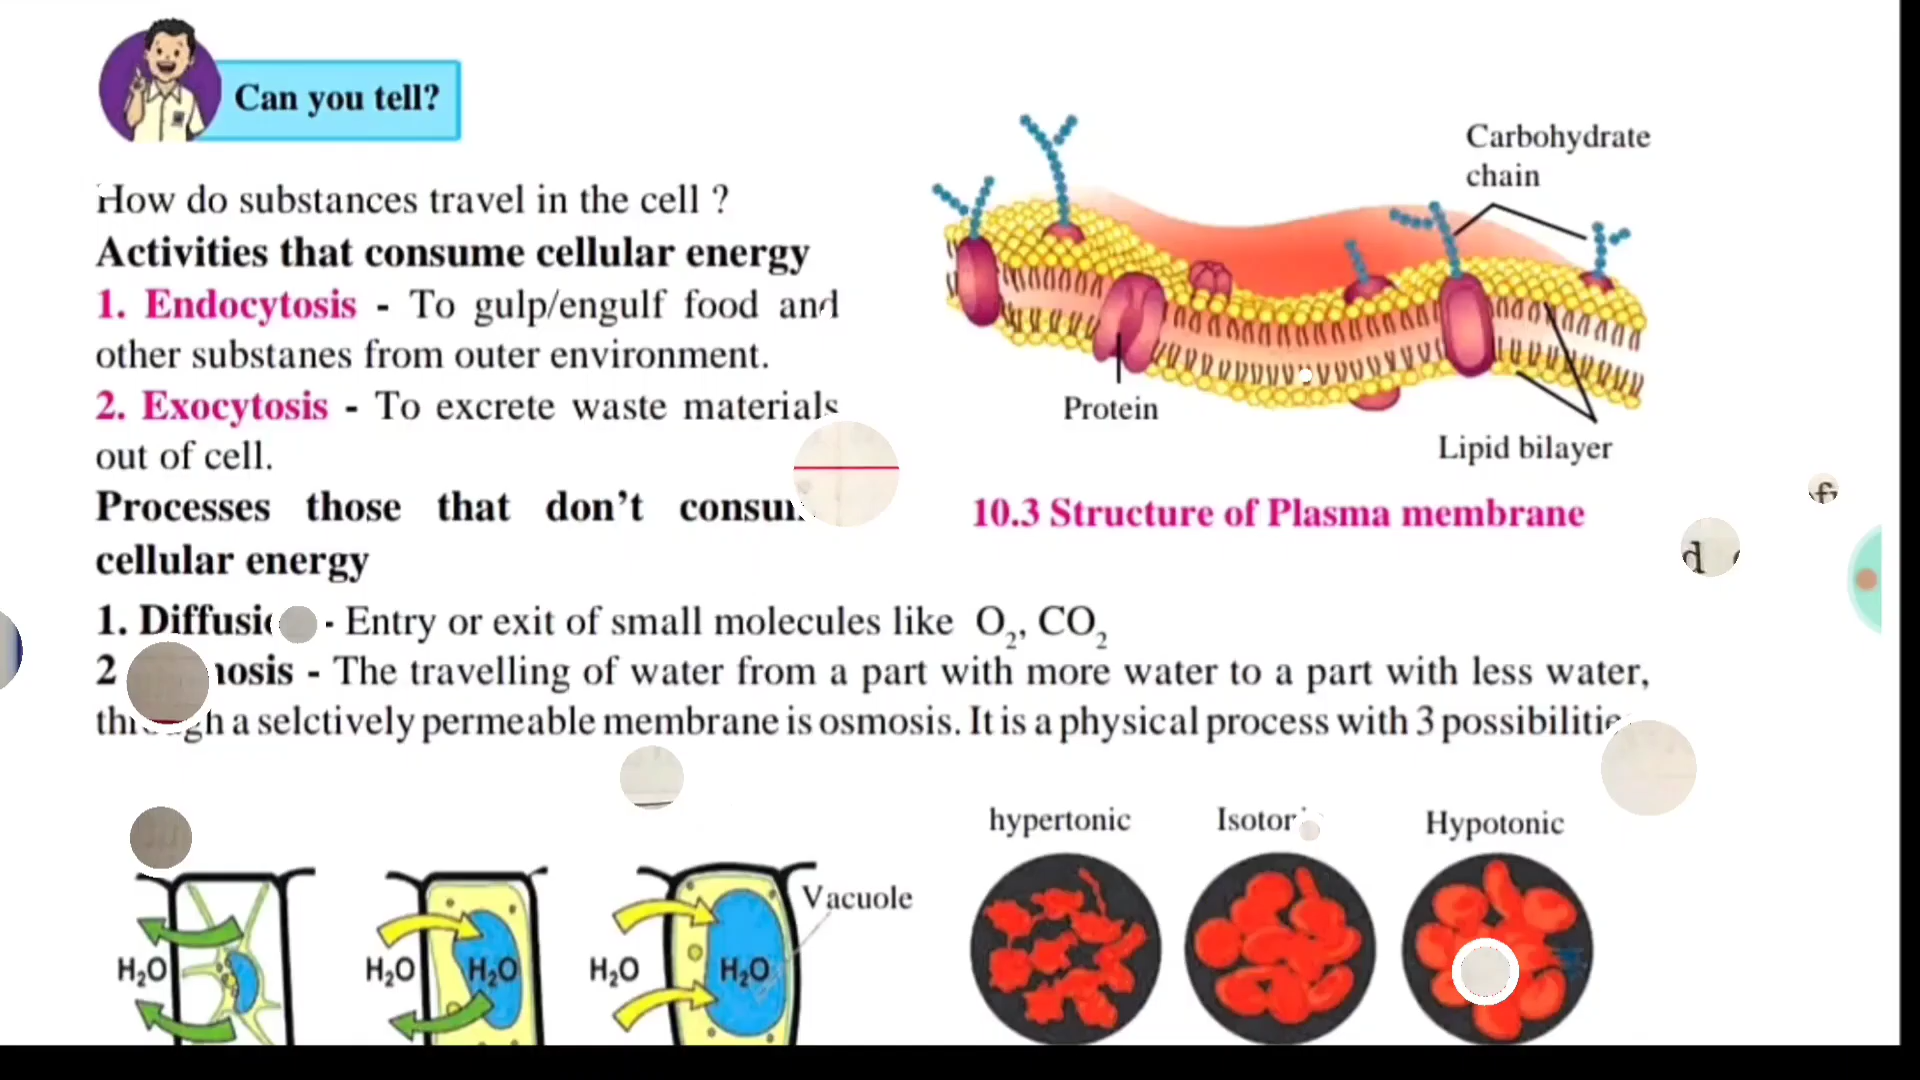 Can you tell?
How do substances travel in the cell ?
Activities that consume cellular energy
1. Endocytosis - To gulp/engulf food and
other substanes from outer environment.
2. Exocytosis - To excrete waste materials
out of cell.
Processes those that don't
cellular energy
1. - Entry or exit of small molecules like O₂, CO₂
2 - The travelling of water from a part with more water to a part with less water,
a selctively permeable membrane is osmosis. It is a physical process with 3
Carbohydrate
chain
Protein
Lipid bilayer
10.3 Structure of Plasma membrane
H₂O
H₂O H₂O
H₂O H₂O
Vacuole
hypertonic
Hypotonic